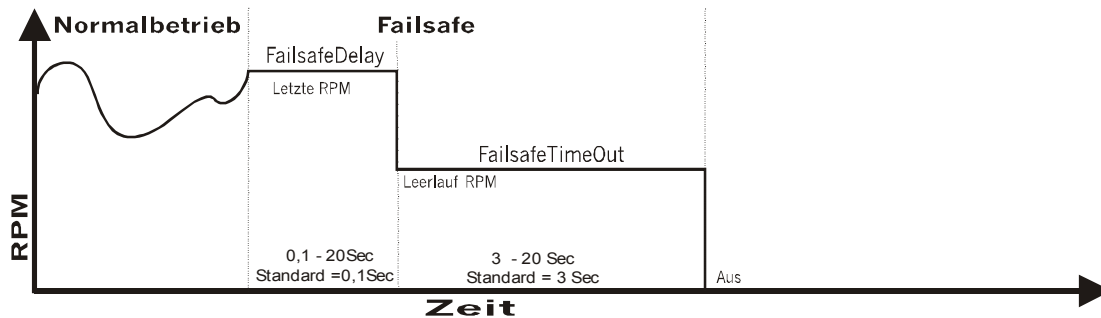 Normalbetrieb
Failsafe
FailsafeDelay
Letzte RPM
FailsafeTimeOut
Leerlauf RPM
RPM
0,1 - 20Sec
Standard =0,1Sec
3 - 20 Sec
Standard = 3 Sec
Aus
Zeit